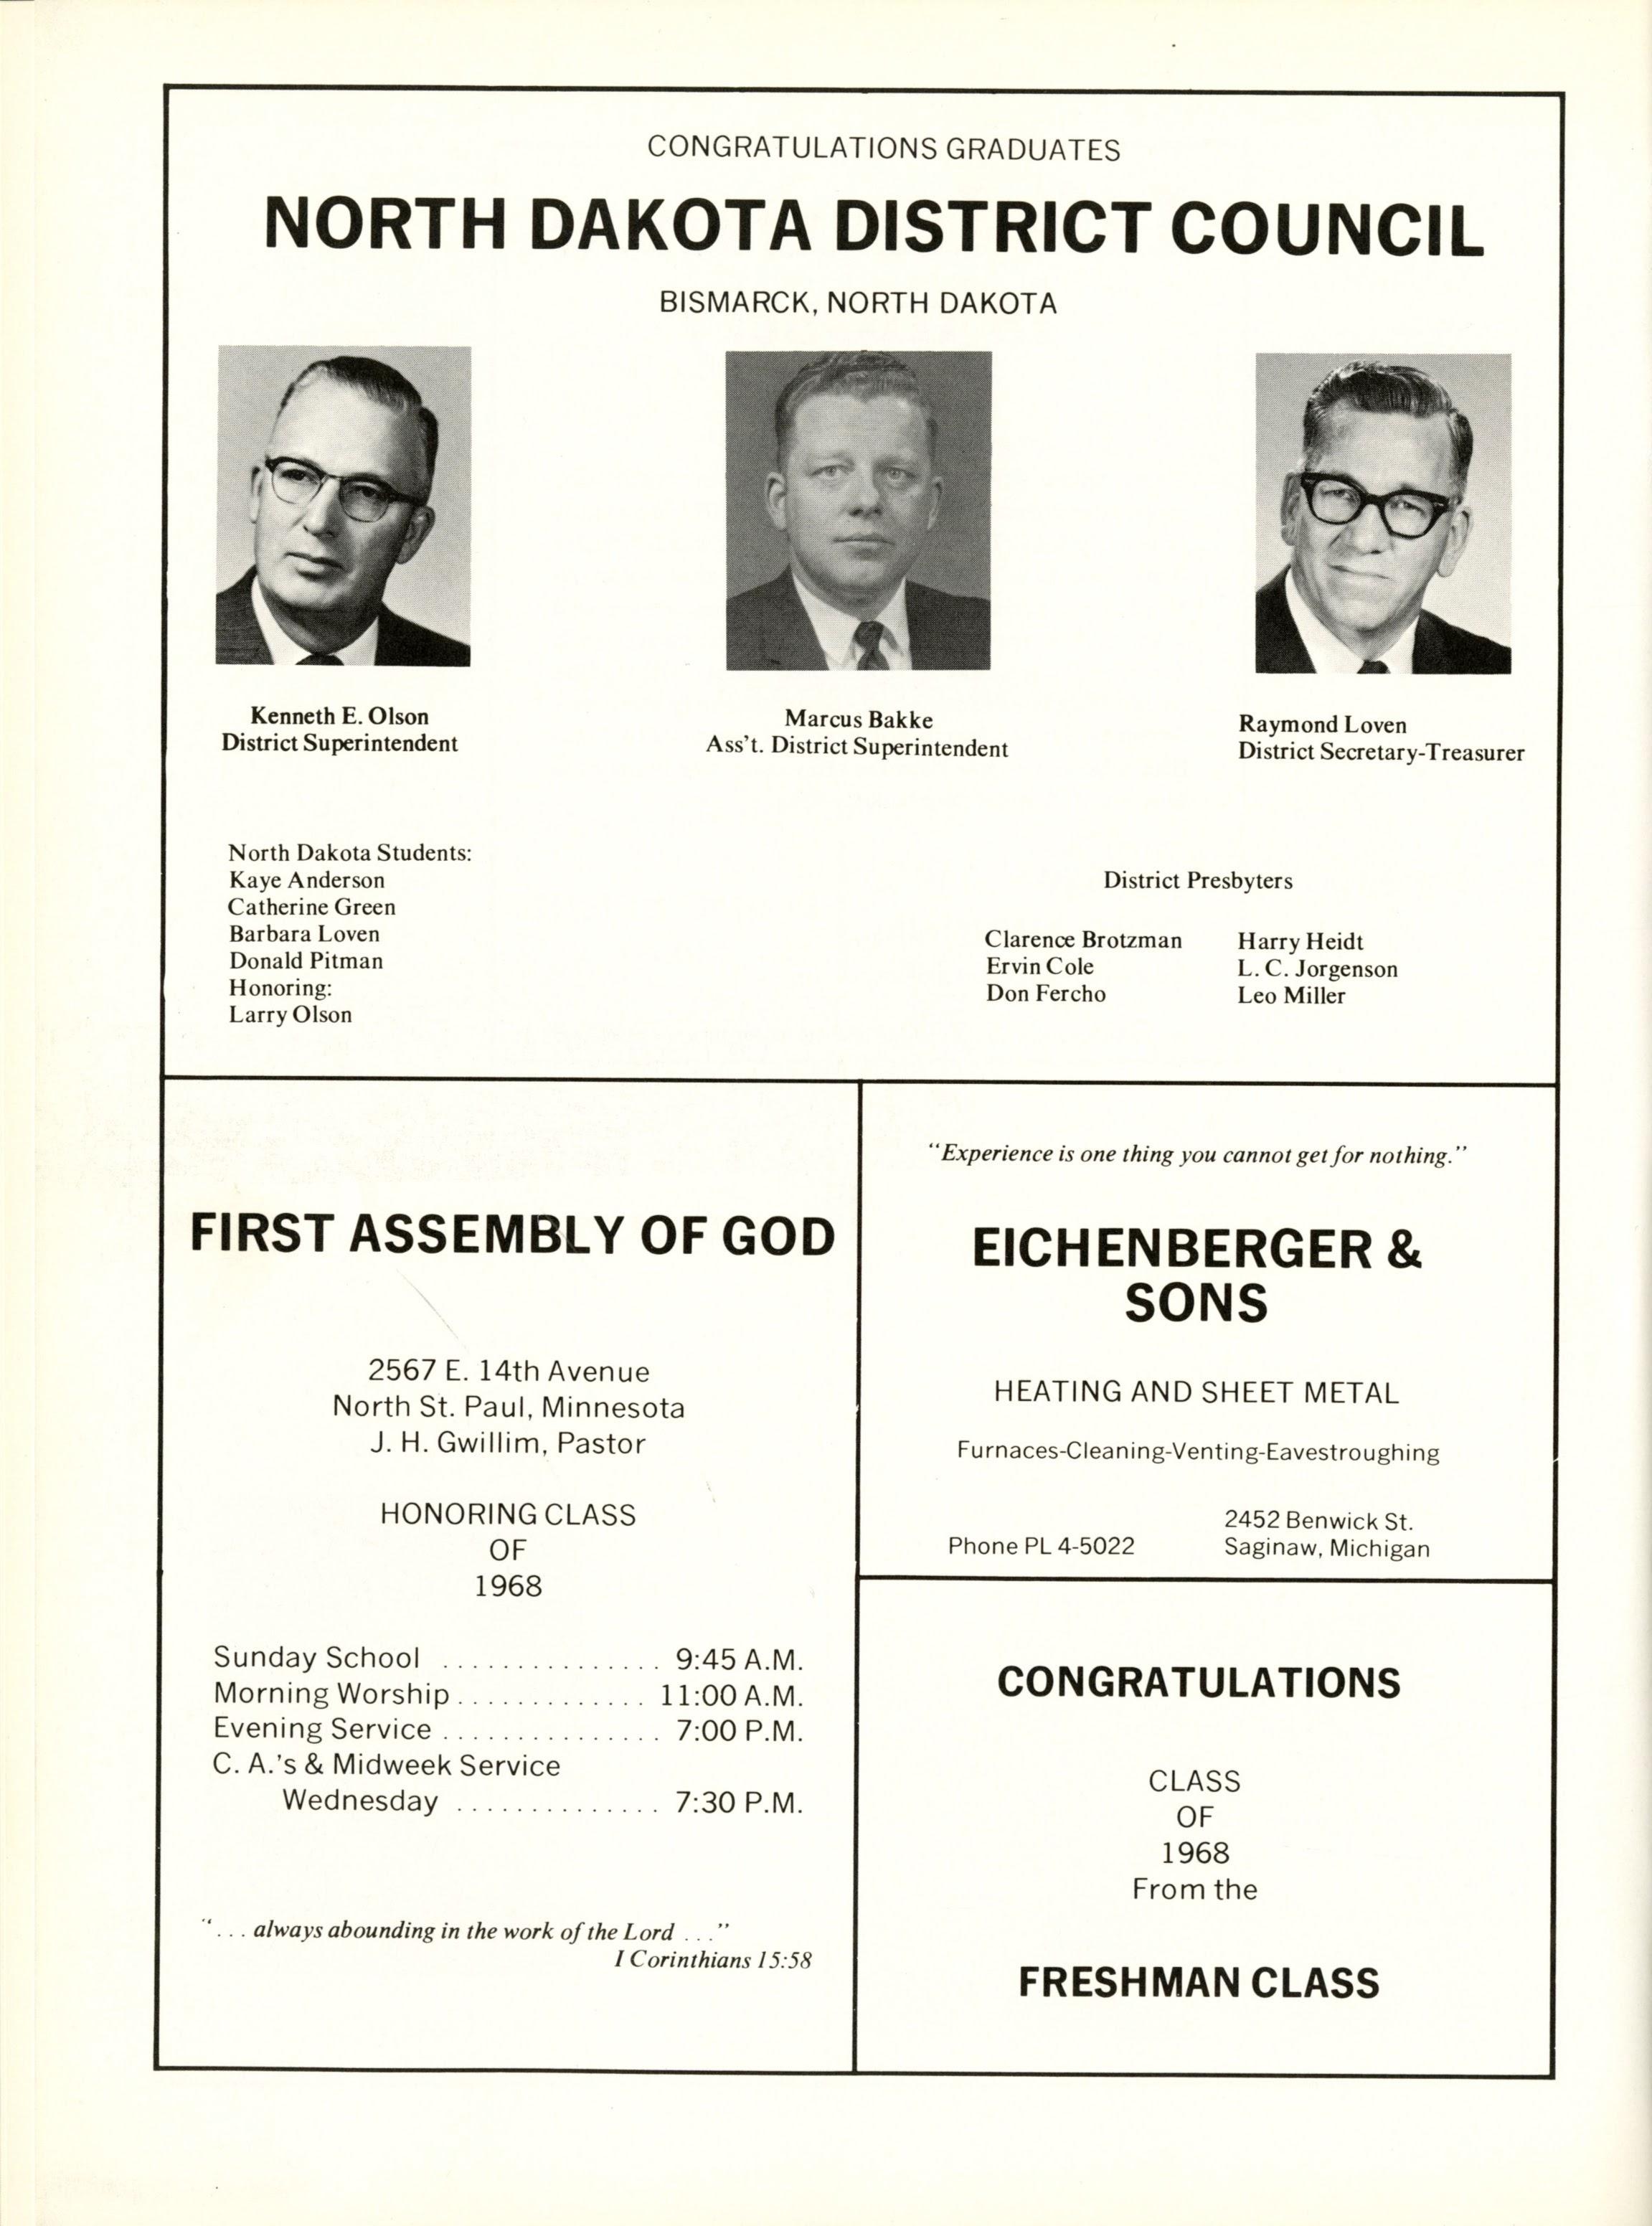 CONGRATULATIONS GRADUATES
NORTH DAKOTA DISTRICT COUNCIL
BISMARCK, NORTH DAKOTA
Kenneth E. Olson
District Superintendent
Marcus Bakke
Ass't. District Superintendent
Raymond Loven
District Secretary-Treasurer
North Dakota Students:
Kaye Anderson
Catherine Green
Barbara Loven
Donald Pitman
Honoring:
Larry Olson
District Presbyters
Clarence Brotzman
Ervin Cole
Don Fercho
Harry Heidt
L. C. Jorgenson
Leo Miller
FIRST ASSEMBLY OF GOD
2567 E. 14th Avenue
North St. Paul, Minnesota
J. H. Gwillim, Pastor
HONORING CLASS
OF
1968
Sunday School ............... 9:45 A.M.
Morning Worship ............. 11:00 A.M.
Evening Service ............... 7:00 P.M.
C. A.'s & Midweek Service
Wednesday .............. 7:30 P.M.
"... always abounding in the work of the Lord ..."
I Corinthians 15:58
"Experience is one thing you cannot get for nothing."
EICHENBERGER &
SONS
HEATING AND SHEET METAL
Furnaces-Cleaning-Venting-Eavestroughing
Phone PL 4-5022
2452 Benwick St.
Saginaw, Michigan
CONGRATULATIONS
CLASS
OF
1968
From the
FRESHMAN CLASS